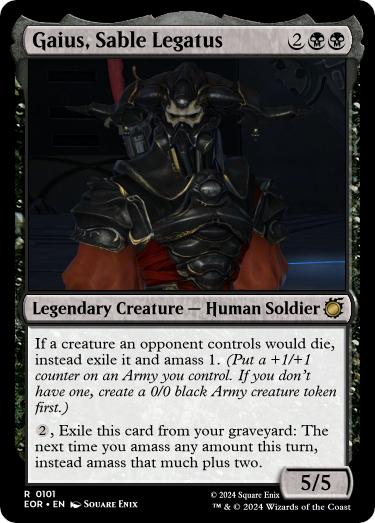 Gaius, Sable Legatus 2
Legendary Creature — Human Soldier
If a creature an opponent controls would die,
instead exile it and amass 1. (Put a +1/+1
counter on an Army you control. If you don't
have one, create a 0/0 black Army creature token
first.)
2, Exile this card from your graveyard: The
next time you amass any amount this turn,
instead amass that much plus two.
5/5
R 0101
EOR • EN SQUARE ENIX
© 2024 Square Enix
™ & © 2024 Wizards of the Coast